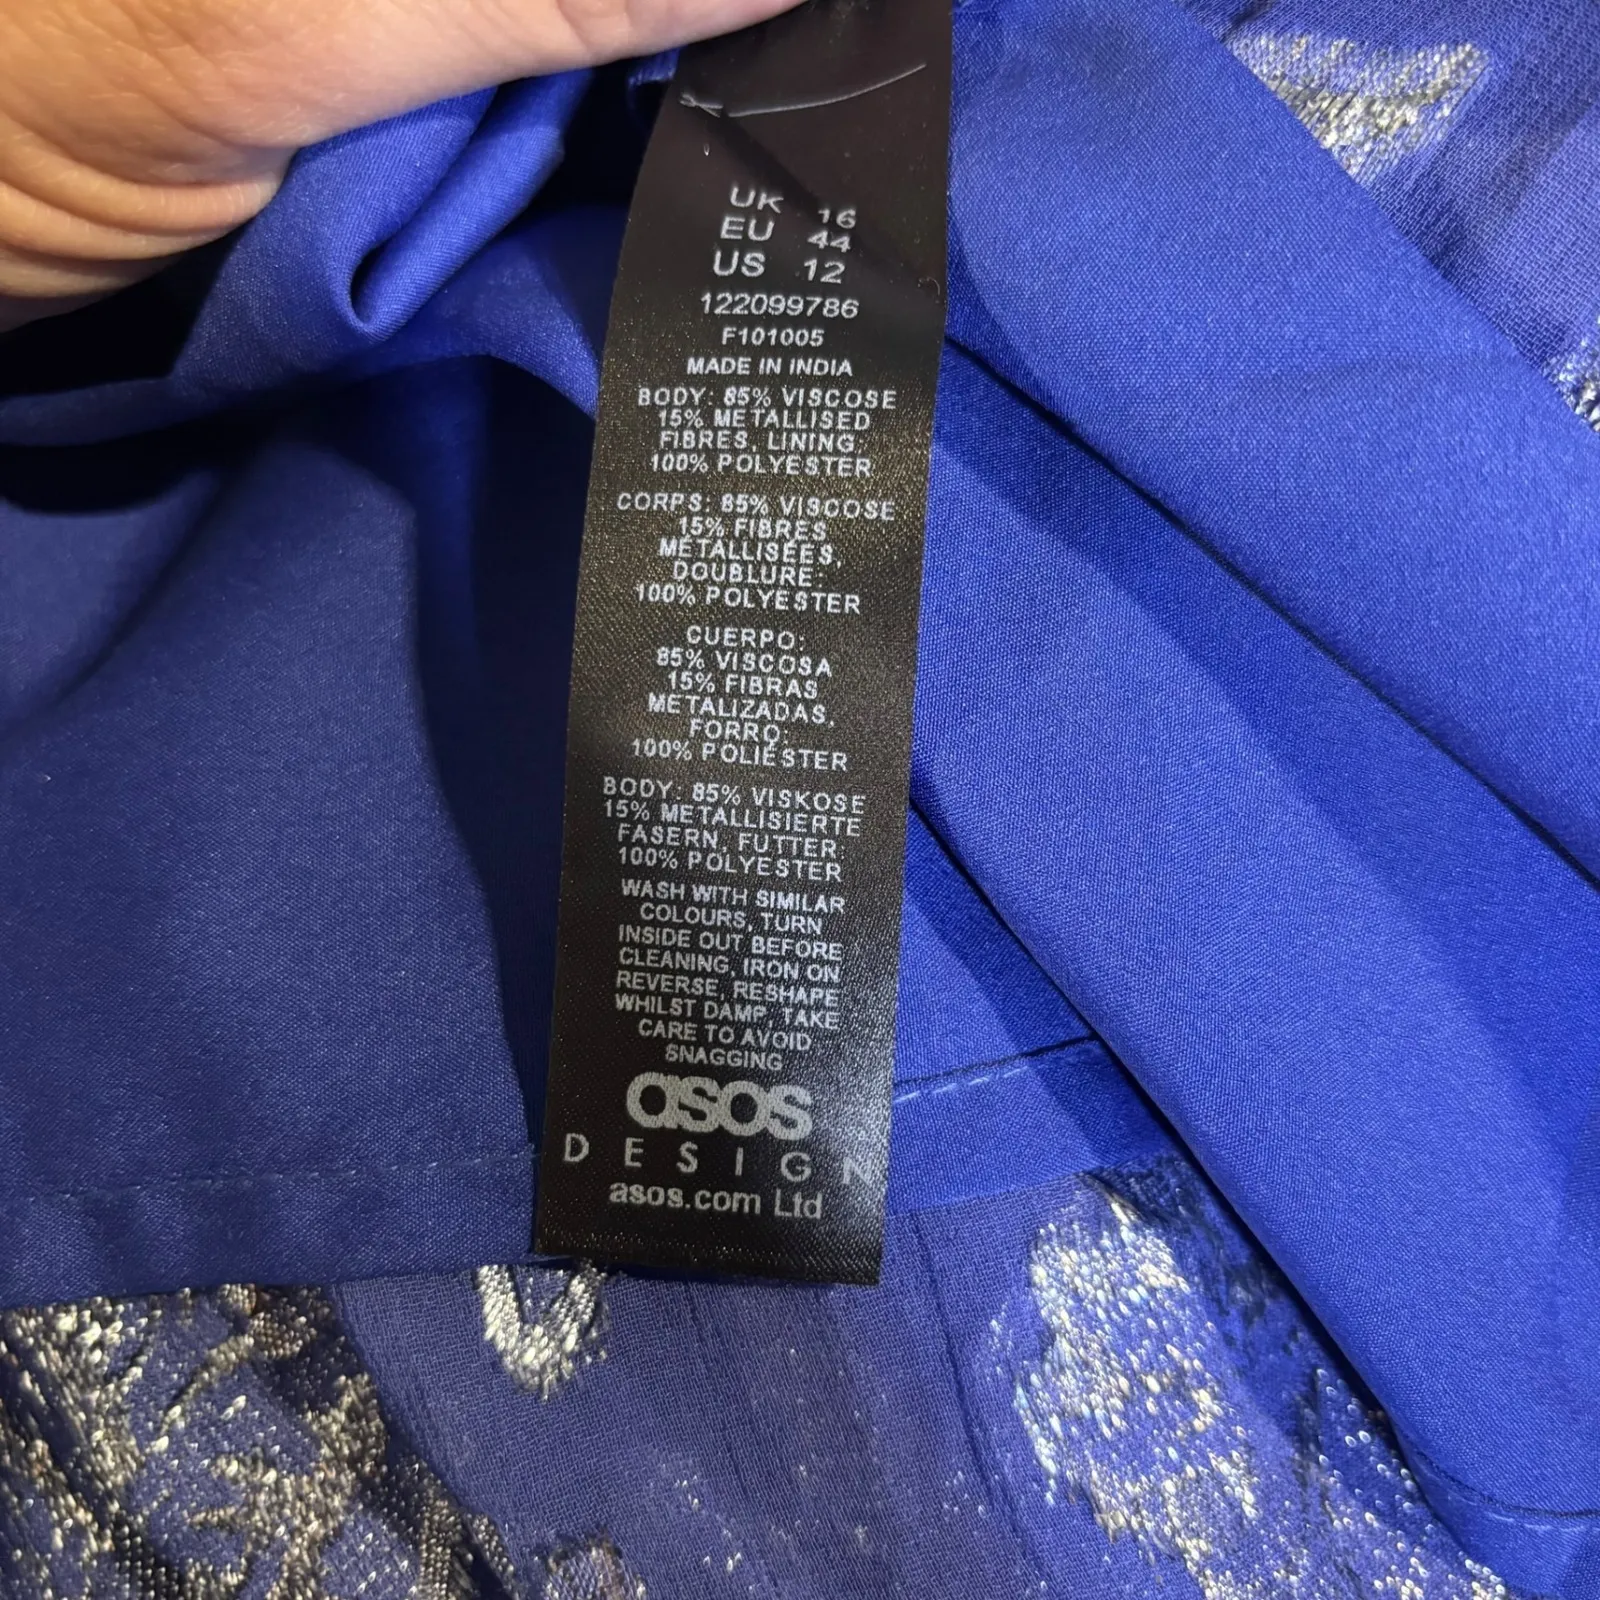 UK 16
EU 44
US 12
122099786
F101005
MADE IN INDIA
BODY: 85% VISCOSE
15% METALLISED
FIBRES, LINING:
100% POLYESTER
CORPS: 85% VISCOSE
15% FIBRES
MÉTALLISÉES,
DOUBLURE:
100% POLYESTER
CUERPO:
85% VISCOSA
15% FIBRAS
METALIZADAS,
FORRO:
100% POLIÉSTER
BODY: 85% VISKOSE
15% METALLISIERTE
FASERN, FUTTER:
100% POLYESTER
WASH WITH SIMILAR
COLOURS, TURN
INSIDE OUT BEFORE
CLEANING, IRON ON
REVERSE, RESHAPE
WHILST DAMP, TAKE
CARE TO AVOID
SNAGGING
asos
DESIGN
asos.com Ltd